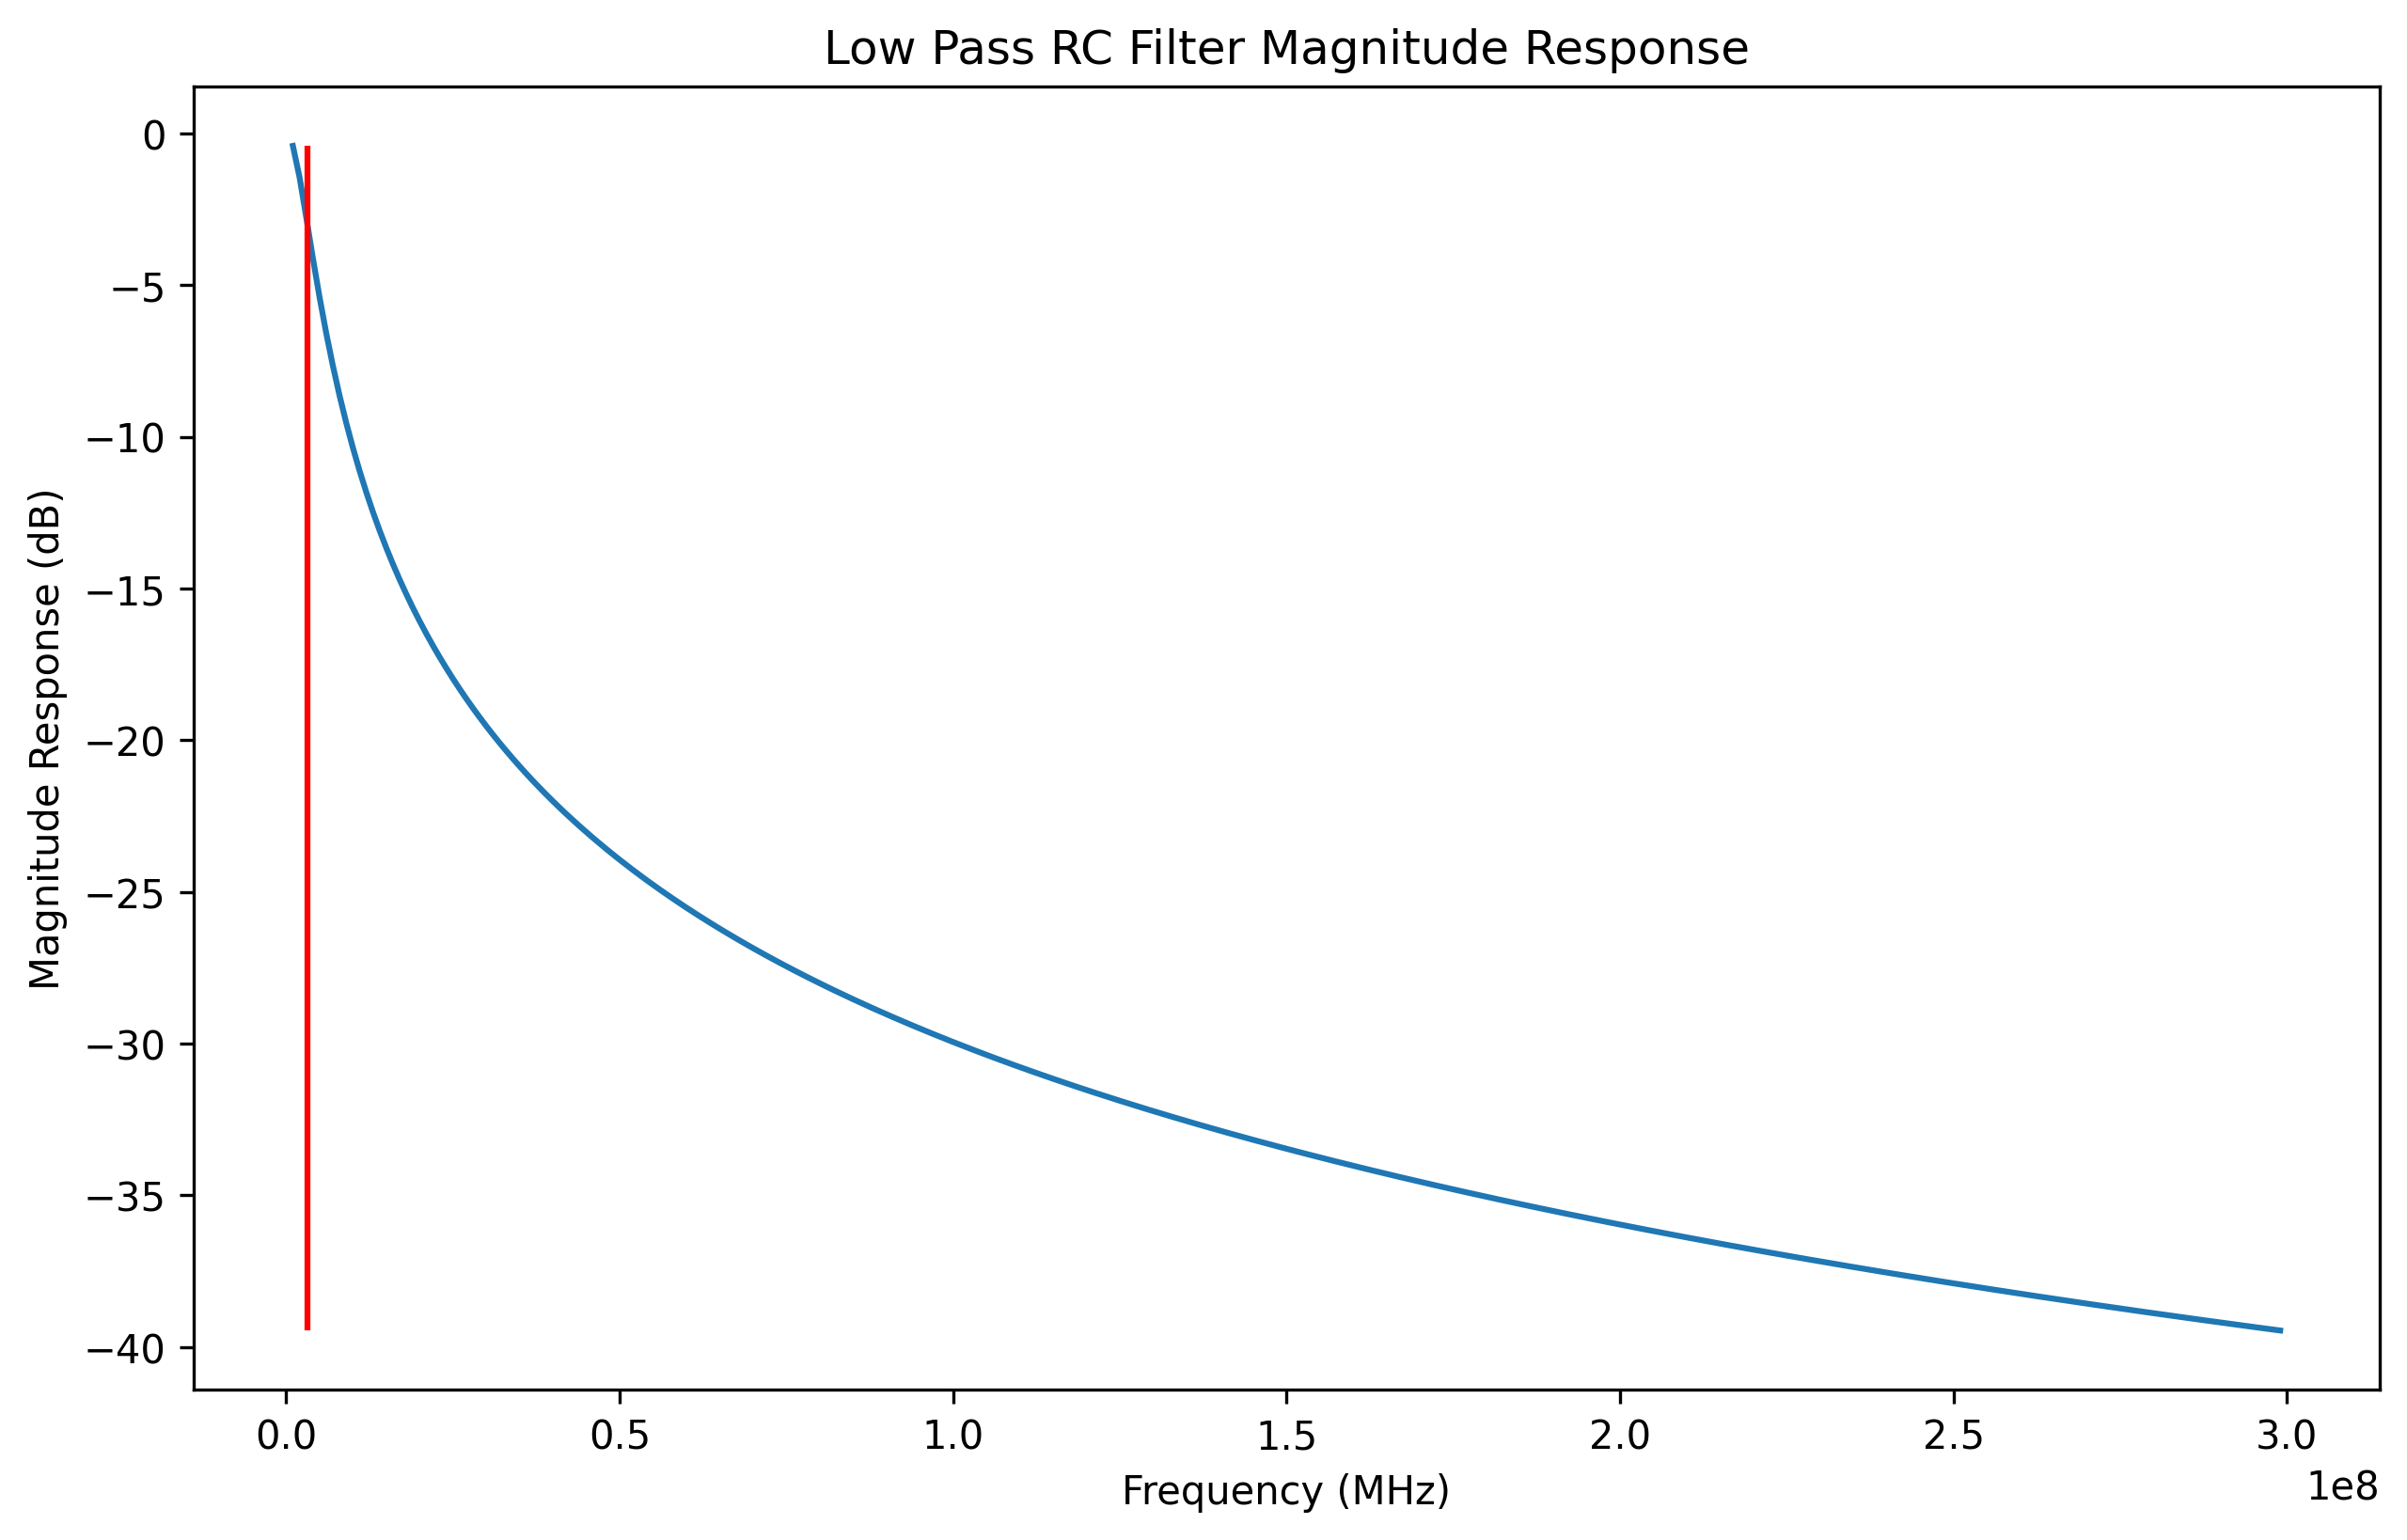 Low Pass RC Filter Magnitude Response
Magnitude Response (dB)
0
−5
−10
−15
−20
−25
−30
−35
−40
0.0 0.5 1.0 1.5 2.0 2.5 3.0
1e8
Frequency (MHz)